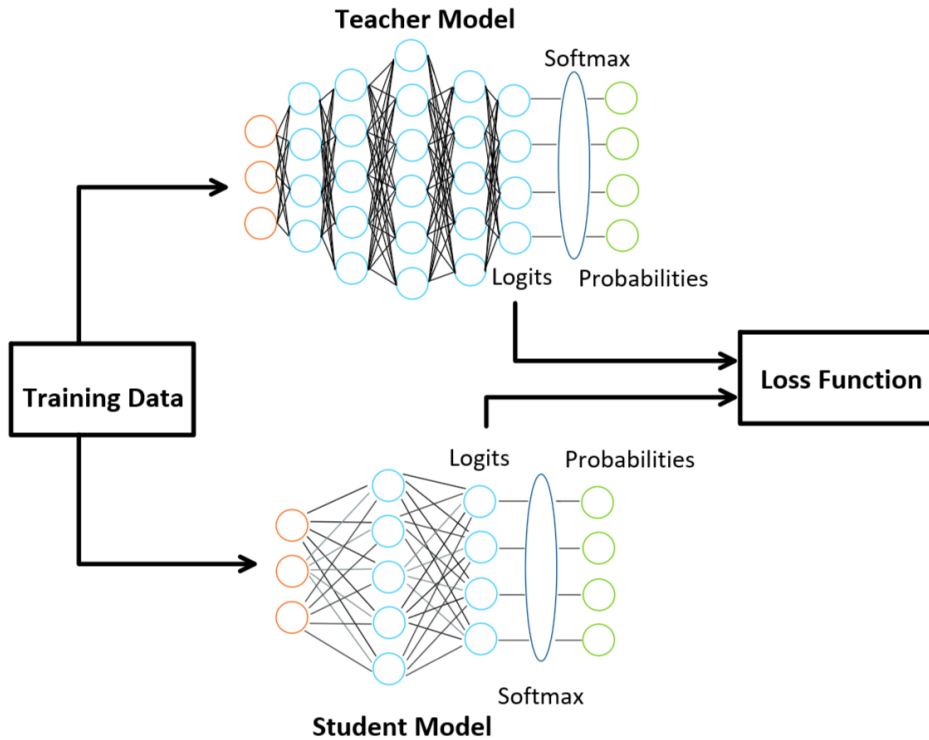 Teacher Model
Softmax
Logits
Probabilities
Training Data
Loss Function
Logits
Probabilities
Softmax
Student Model